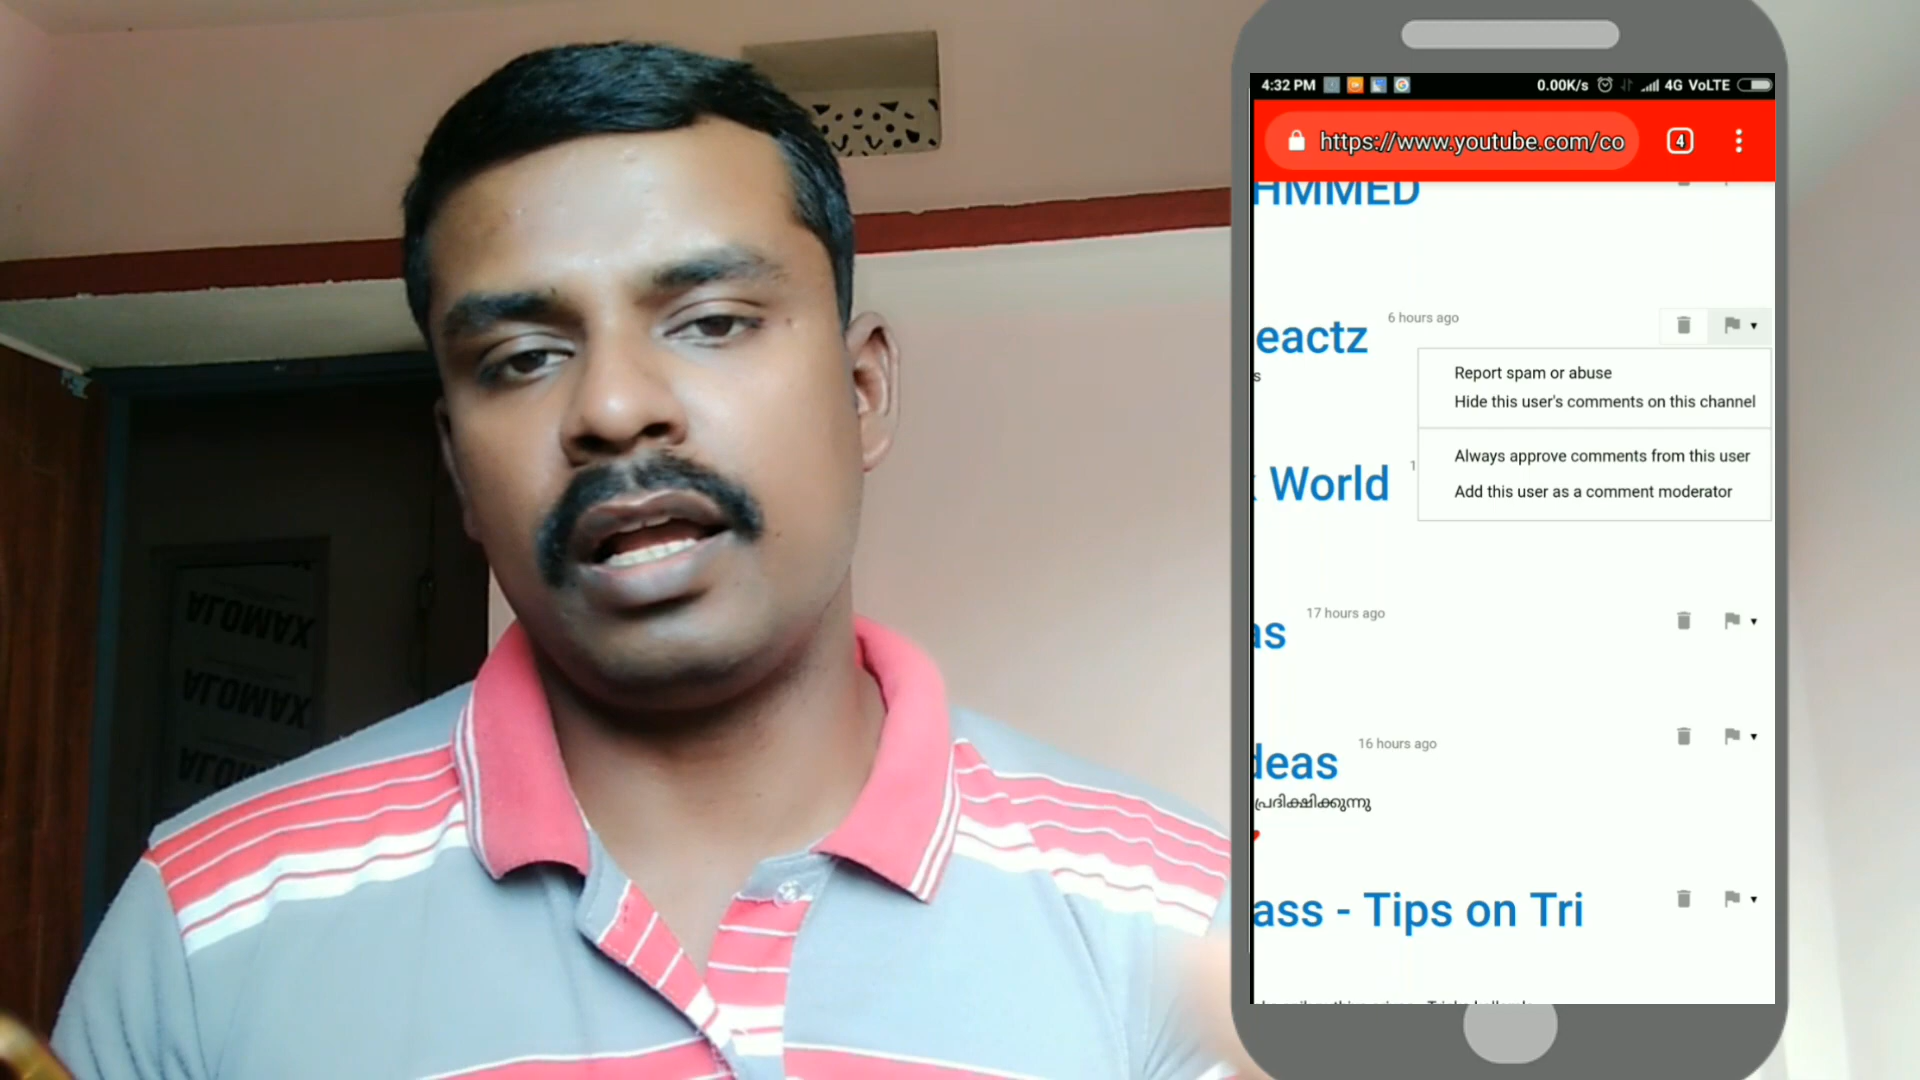 4:32 PM
0.00K/s
4G VoLTE
https://www.youtube.com/co
4
HMMED
eactz
6 hours ago
s
Report spam or abuse
Hide this user's comments on this channel
Always approve comments from this user
Add this user as a comment moderator
World
1
as
17 hours ago
deas
16 hours ago
പ്രദിക്ഷിക്കുന്നു
ass - Tips on Tri
ALOMAX
ALOMAX